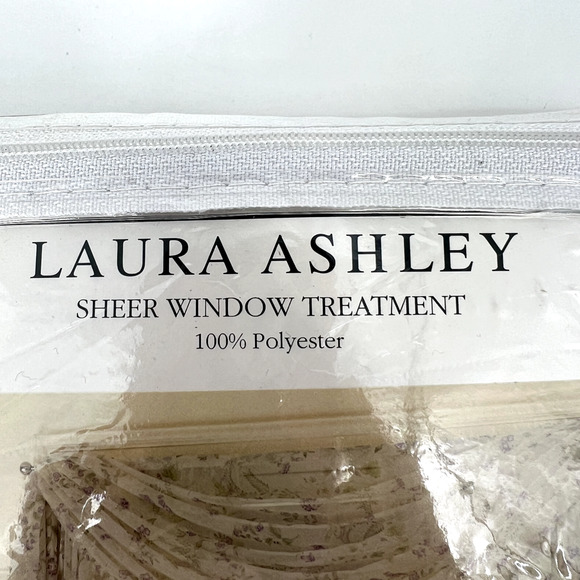 LAURA ASHLEY
SHEER WINDOW TREATMENT
100% Polyester